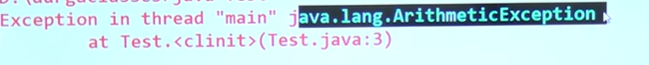 Exception in thread "main" java.lang.ArithmeticException
at Test.<clinit>(Test.java:3)